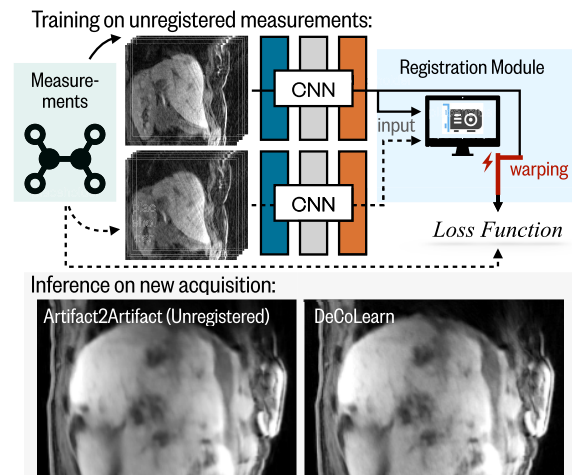 Training on unregistered measurements:
Measure-
ments
CNN
Registration Module
input
warping
CNN
Loss Function
Inference on new acquisition:
Artifact2Artifact (Unregistered)
DeCoLearn